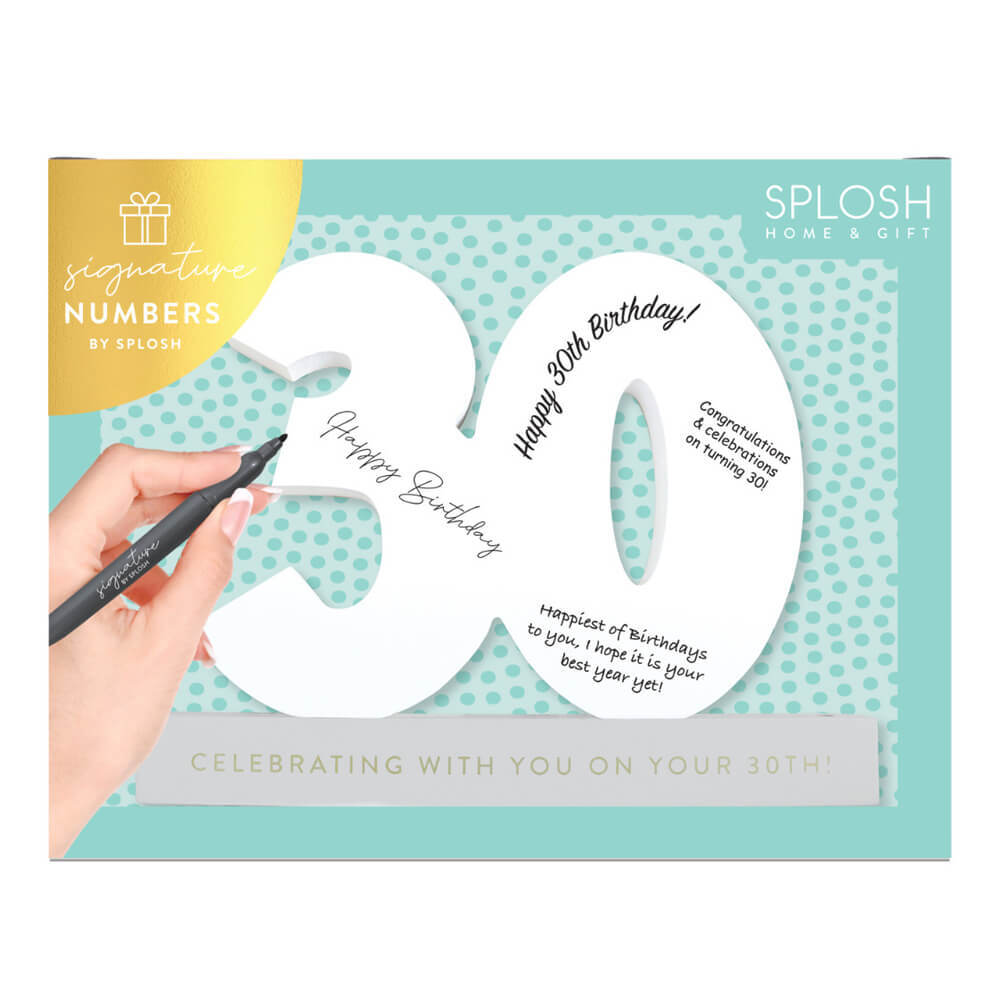 signature
NUMBERS
BY SPLOSH
SPLOSH
HOME & GIFT
Happy Birthday
Happy 30th Birthday!
Congratulations
& celebrations
on turning 30!
signature
BY SPLOSH
Happiest of Birthdays
to you, I hope it is your
best year yet!
CELEBRATING WITH YOU ON YOUR 30TH!